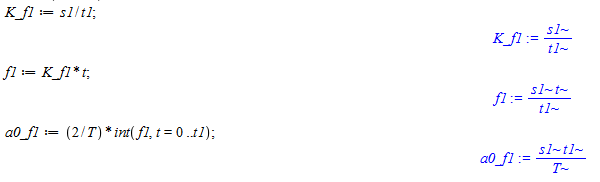 K_f1 := s1/t1;
K_f1 := s1~/t1~
f1 := K_f1*t;
f1 := s1~ t~/t1~
a0_f1 := (2/T)*int(f1, t = 0 ..t1);
a0_f1 := s1~ t1~/T~